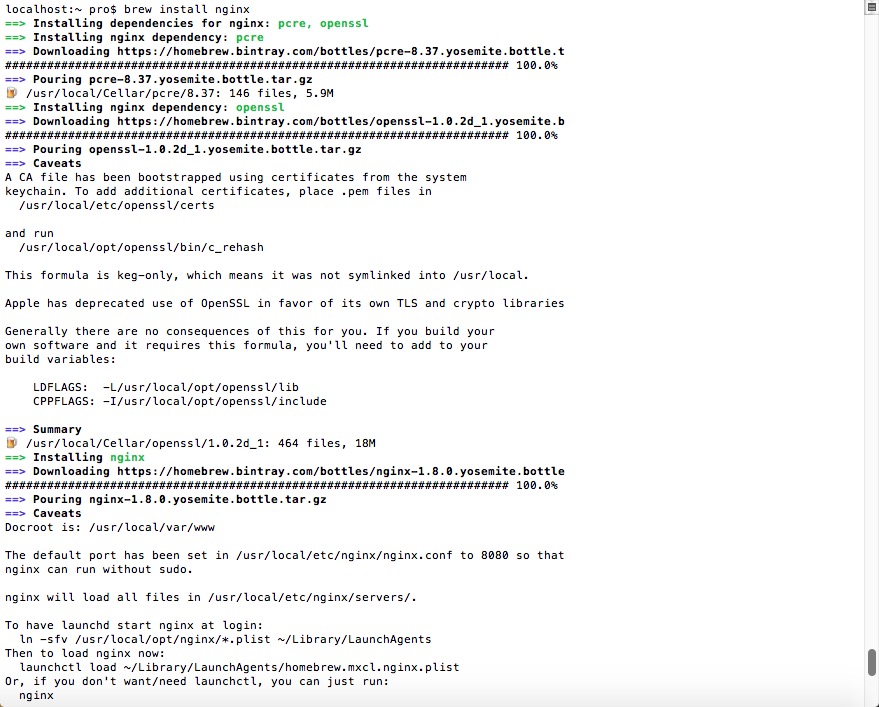 localhost:~ pro$ brew install nginx
==> Installing dependencies for nginx: pcre, openssl
==> Installing nginx dependency: pcre
==> Downloading https://homebrew.bintray.com/bottles/pcre-8.37.yosemite.bottle.t
######################################################################## 100.0%
==> Pouring pcre-8.37.yosemite.bottle.tar.gz
🍺  /usr/local/Cellar/pcre/8.37: 146 files, 5.9M
==> Installing nginx dependency: openssl
==> Downloading https://homebrew.bintray.com/bottles/openssl-1.0.2d_1.yosemite.b
######################################################################## 100.0%
==> Pouring openssl-1.0.2d_1.yosemite.bottle.tar.gz
==> Caveats
A CA file has been bootstrapped using certificates from the system
keychain. To add additional certificates, place .pem files in
  /usr/local/etc/openssl/certs

and run
  /usr/local/opt/openssl/bin/c_rehash

This formula is keg-only, which means it was not symlinked into /usr/local.

Apple has deprecated use of OpenSSL in favor of its own TLS and crypto libraries

Generally there are no consequences of this for you. If you build your
own software and it requires this formula, you'll need to add to your
build variables:

    LDFLAGS:  -L/usr/local/opt/openssl/lib
    CPPFLAGS: -I/usr/local/opt/openssl/include

==> Summary
🍺  /usr/local/Cellar/openssl/1.0.2d_1: 464 files, 18M
==> Installing nginx
==> Downloading https://homebrew.bintray.com/bottles/nginx-1.8.0.yosemite.bottle
######################################################################## 100.0%
==> Pouring nginx-1.8.0.yosemite.bottle.tar.gz
==> Caveats
Docroot is: /usr/local/var/www

The default port has been set in /usr/local/etc/nginx/nginx.conf to 8080 so that
nginx can run without sudo.

nginx will load all files in /usr/local/etc/nginx/servers/.

To have launchd start nginx at login:
  ln -sfv /usr/local/opt/nginx/*.plist ~/Library/LaunchAgents
Then to load nginx now:
  launchctl load ~/Library/LaunchAgents/homebrew.mxcl.nginx.plist
Or, if you don't want/need launchctl, you can just run:
  nginx